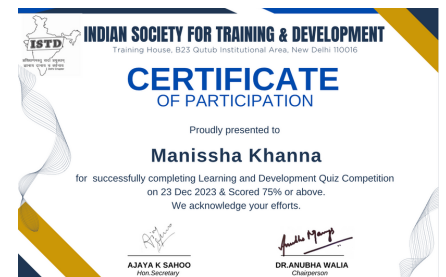 ISTD
INDIAN SOCIETY FOR TRAINING & DEVELOPMENT
Training House, B23 Qutub Institutional Area, New Delhi 110016
CERTIFICATE
OF PARTICIPATION
Proudly presented to
Manissha Khanna
for successfully completing Learning and Development Quiz Competition
on 23 Dec 2023 & Scored 75% or above.
We acknowledge your efforts.
AJAYA K SAHOO
Hon.Secretary
DR.ANUBHA WALIA
Chairperson